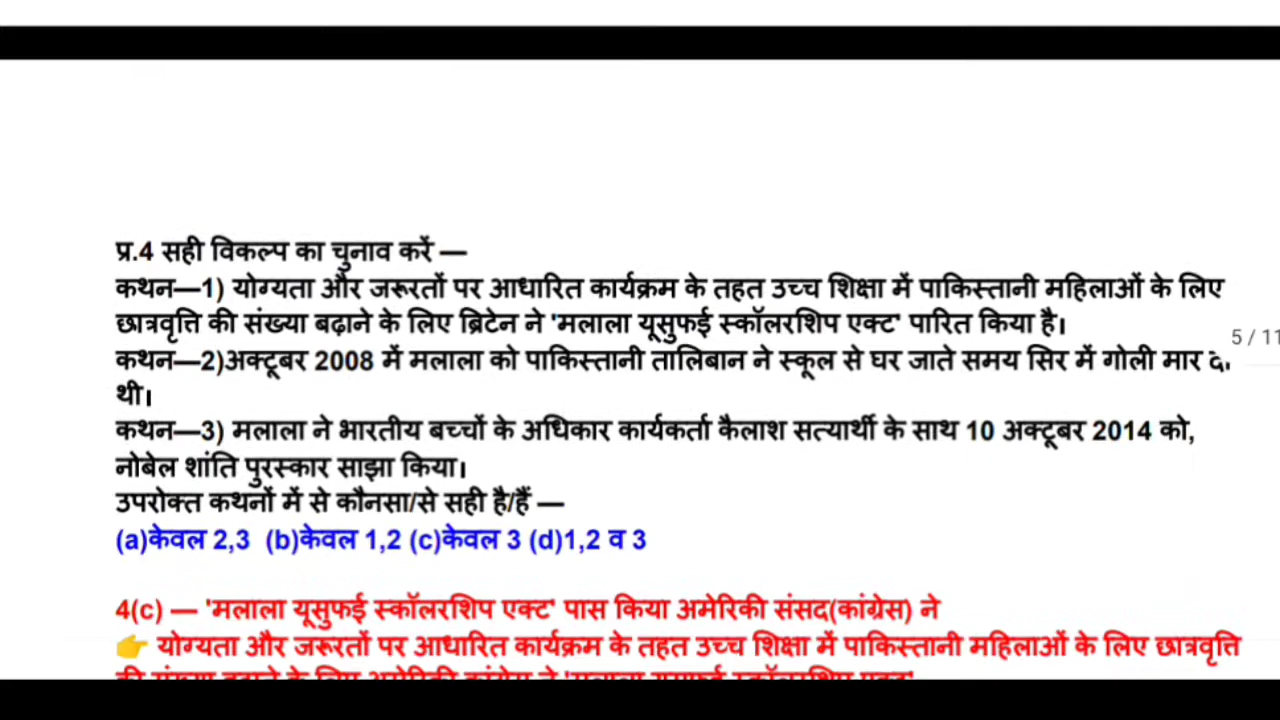 प्र.4 सही विकल्प का चुनाव करें —
कथन—1) योग्यता और जरूरतों पर आधारित कार्यक्रम के तहत उच्च शिक्षा में पाकिस्तानी महिलाओं के लिए
छात्रवृत्ति की संख्या बढ़ाने के लिए ब्रिटेन ने 'मलाला यूसुफई स्कॉलरशिप एक्ट' पारित किया है।
5 / 11
कथन—2)अक्टूबर 2008 में मलाला को पाकिस्तानी तालिबान ने स्कूल से घर जाते समय सिर में गोली मार
थी।
कथन—3) मलाला ने भारतीय बच्चों के अधिकार कार्यकर्ता कैलाश सत्यार्थी के साथ 10 अक्टूबर 2014 को,
नोबेल शांति पुरस्कार साझा किया।
उपरोक्त कथनों में से कौनसा/से सही है/हैं —
(a)केवल 2,3 (b)केवल 1,2 (c)केवल 3 (d)1,2 व 3
4(c) — 'मलाला यूसुफई स्कॉलरशिप एक्ट' पास किया अमेरिकी संसद(कांग्रेस) ने
👉 योग्यता और जरूरतों पर आधारित कार्यक्रम के तहत उच्च शिक्षा में पाकिस्तानी महिलाओं के लिए छात्रवृत्ति